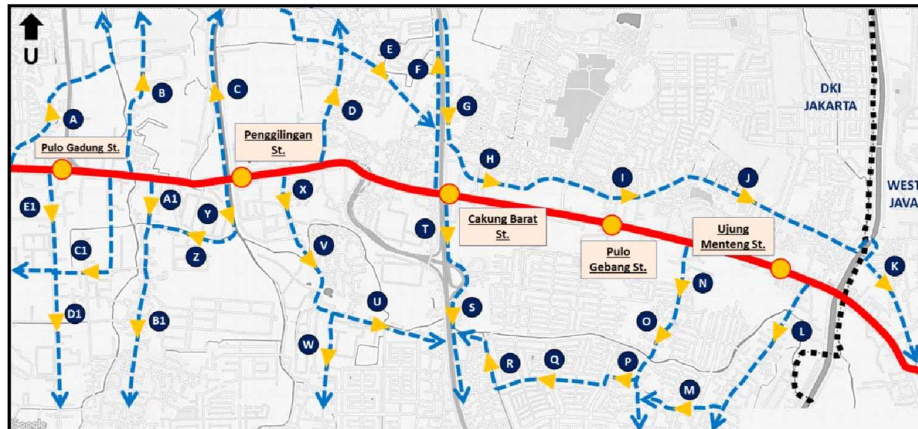 U
E
F
B
C
G
D
A
DKI
JAKARTA
Pulo Gadung St.
Penggilingan
St.
H
I
J
WEST
JAVA
E1
A1
X
Y
T
Cakung Barat
St.
Ujung
Menteng St.
Pulo
Gebang St.
K
C1
Z
V
N
D1
B1
U
S
O
L
W
R
Q
P
M
Google